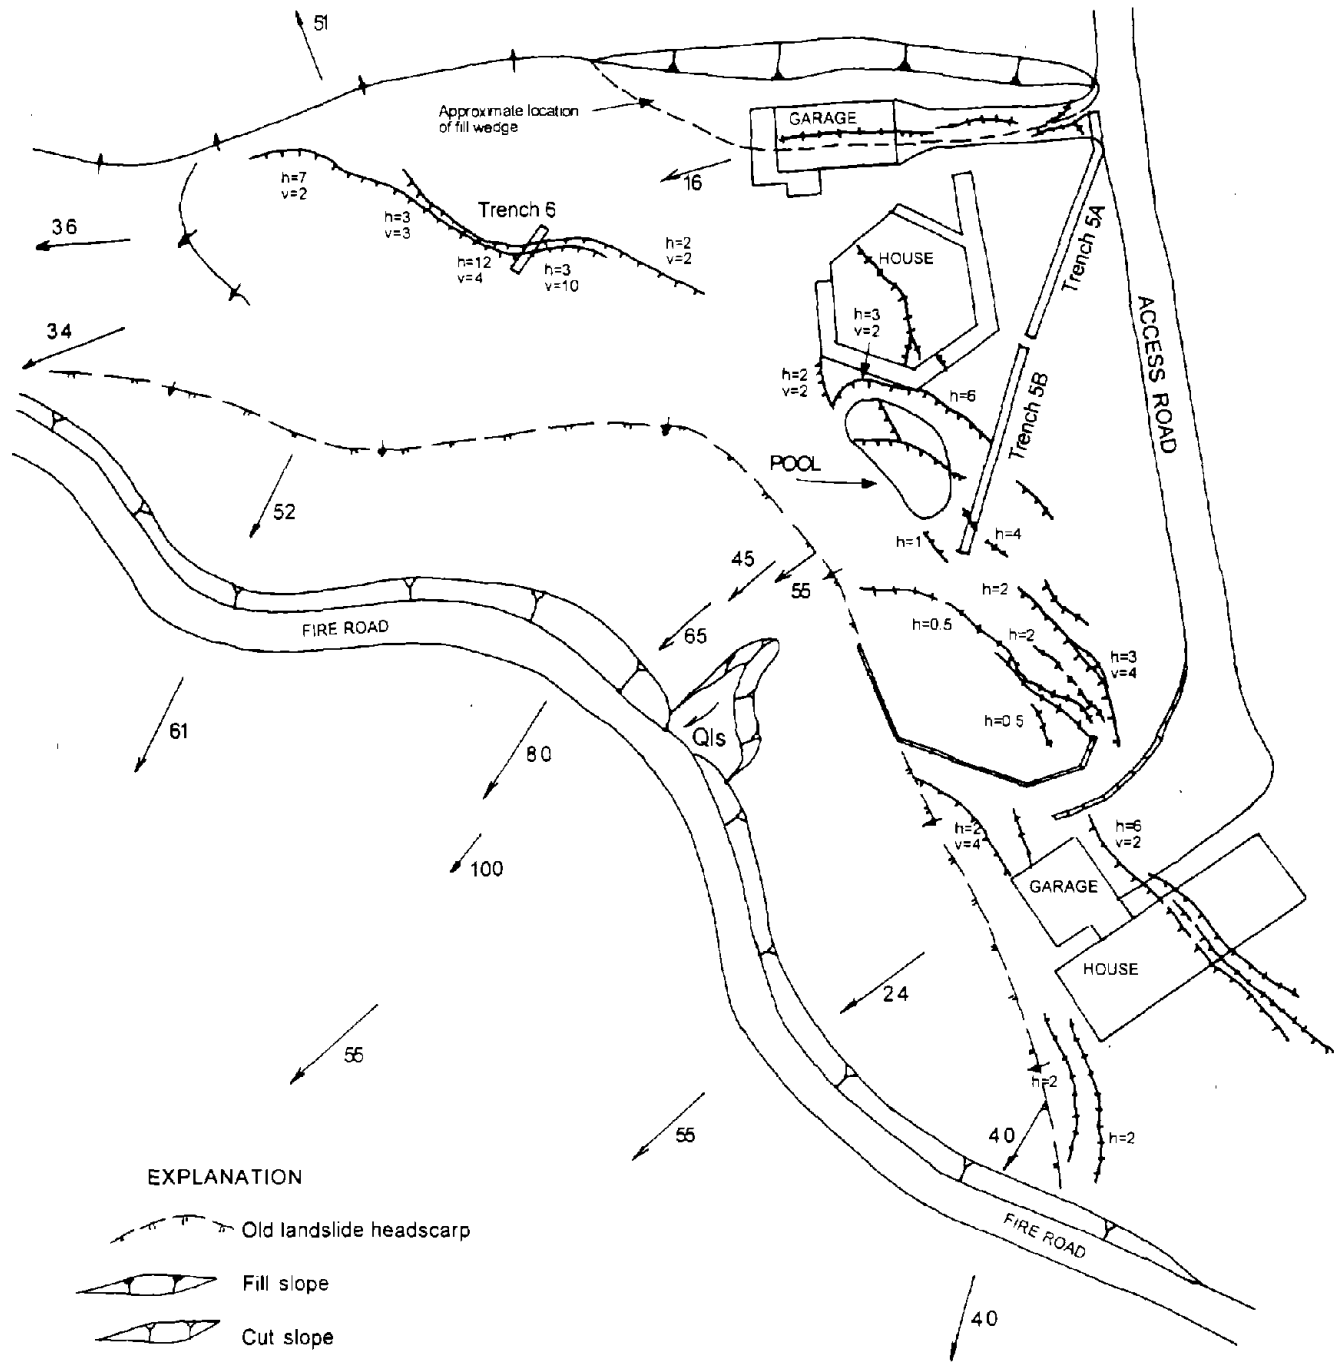 51
Approximate location
of fill wedge
GARAGE
16
h=7
v=2
Trench 6
h=3
v=3
36
h=2
v=2
h=12
v=4
h=3
v=10
HOUSE
Trench 5A
h=3
v=2
34
h=2
v=2
h=6
Trench 5B
ACCESS ROAD
POOL
52
h=1
h=4
45
55
h=2
h=0.5
FIRE ROAD
65
h=2
h=3
v=4
h=0.5
61
Qls
80
h=2
v=4
h=6
v=2
100
GARAGE
HOUSE
24
55
h=2
55
40
h=2
EXPLANATION
Old landslide headscarp
FIRE ROAD
Fill slope
40
Cut slope